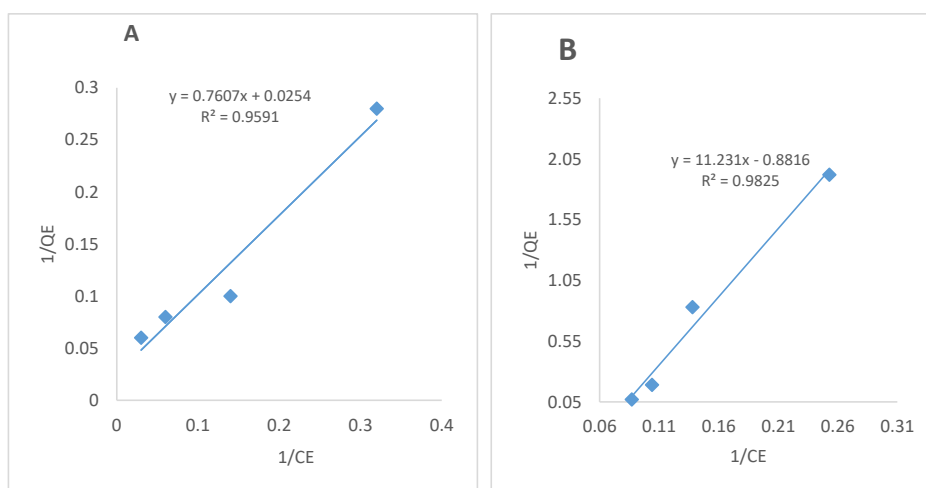 A
y = 0.7607x + 0.0254
R² = 0.9591
0.3
0.25
0.2
0.15
0.1
0.05
0
1/QE
0
0.1
0.2
0.3
0.4
1/CE
B
y = 11.231x - 0.8816
R² = 0.9825
2.55
2.05
1.55
1.05
0.55
0.05
1/QE
0.06
0.11
0.16
0.21
0.26
0.31
1/CE